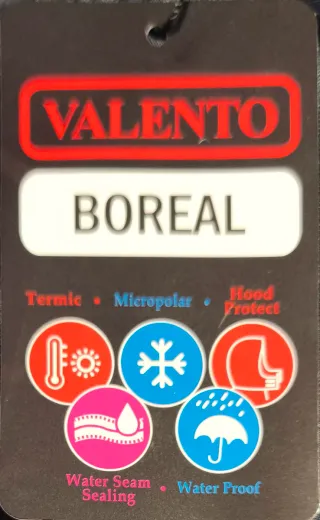 VALENTO
BOREAL
Termic • Micropolar • Hood Protect
Water Seam Sealing • Water Proof